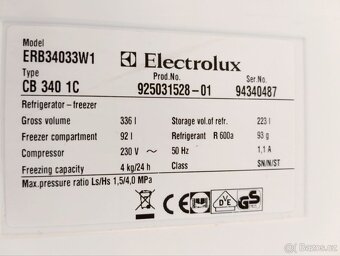 Model
ERB34033W1
Electrolux
Type
Prod.No.
Ser.No.
CB 340 1C
925031528-01
94340487
Refrigerator - freezer
Gross volume 336 l Storage vol.of refr. 223 l
Freezer compartment 92 l Refrigerant R 600a 93 g
Compressor 230 V ~ 50 Hz 1,1 A
Freezing capacity 4 kg/24 h Class SN/N/ST
Max.pressure ratio Ls/Hs 1,5/4,0 MPa
CE
GS
bazos.cz